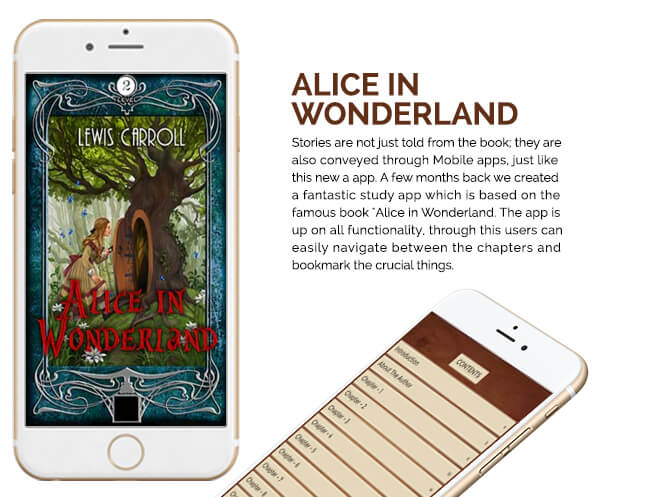 2
LEVEL
LEWIS CARROLL
ALICE IN
WONDERLAND
ALICE IN
WONDERLAND
Stories are not just told from the book; they are
also conveyed through Mobile apps, just like
this new a app. A few months back we created
a fantastic study app which is based on the
famous book "Alice in Wonderland. The app is
up on all functionality, through this users can
easily navigate between the chapters and
bookmark the crucial things.
CONTENTS
Introduction
About The Author
Chapter - 1
Chapter - 2
Chapter - 3
Chapter - 4
Chapter - 5
Chapter - 6
Chapter - 7
Chapter - 8